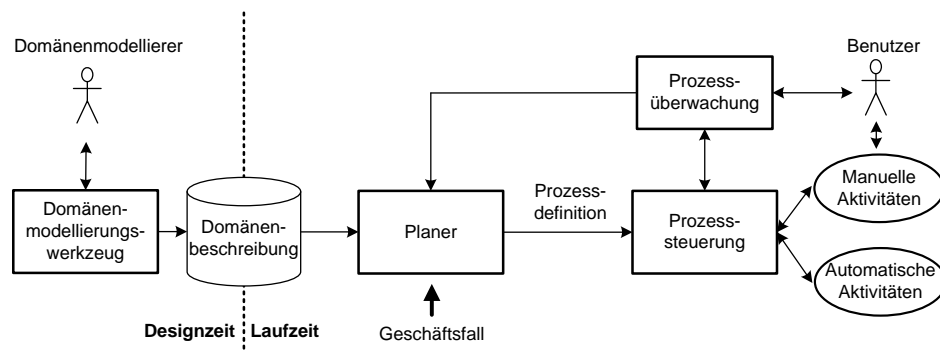 Domänenmodellierer
Benutzer
Prozess-
überwachung
Domänen-
modellierungs-
werkzeug
Domänen-
beschreibung
Planer
Prozess-
definition
Prozess-
steuerung
Manuelle
Aktivitäten
Automatische
Aktivitäten
Designzeit
Laufzeit
Geschäftsfall